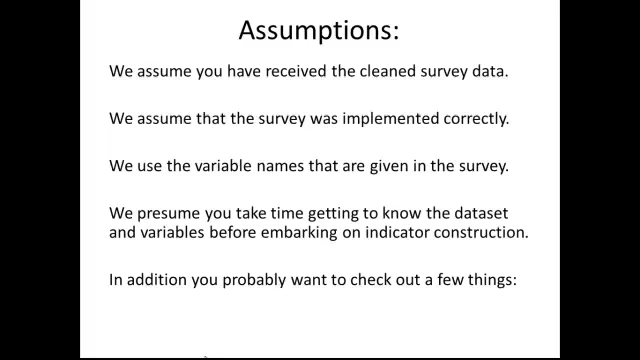 Assumptions:
We assume you have received the cleaned survey data.
We assume that the survey was implemented correctly.
We use the variable names that are given in the survey.
We presume you take time getting to know the dataset
and variables before embarking on indicator construction.
In addition you probably want to check out a few things: